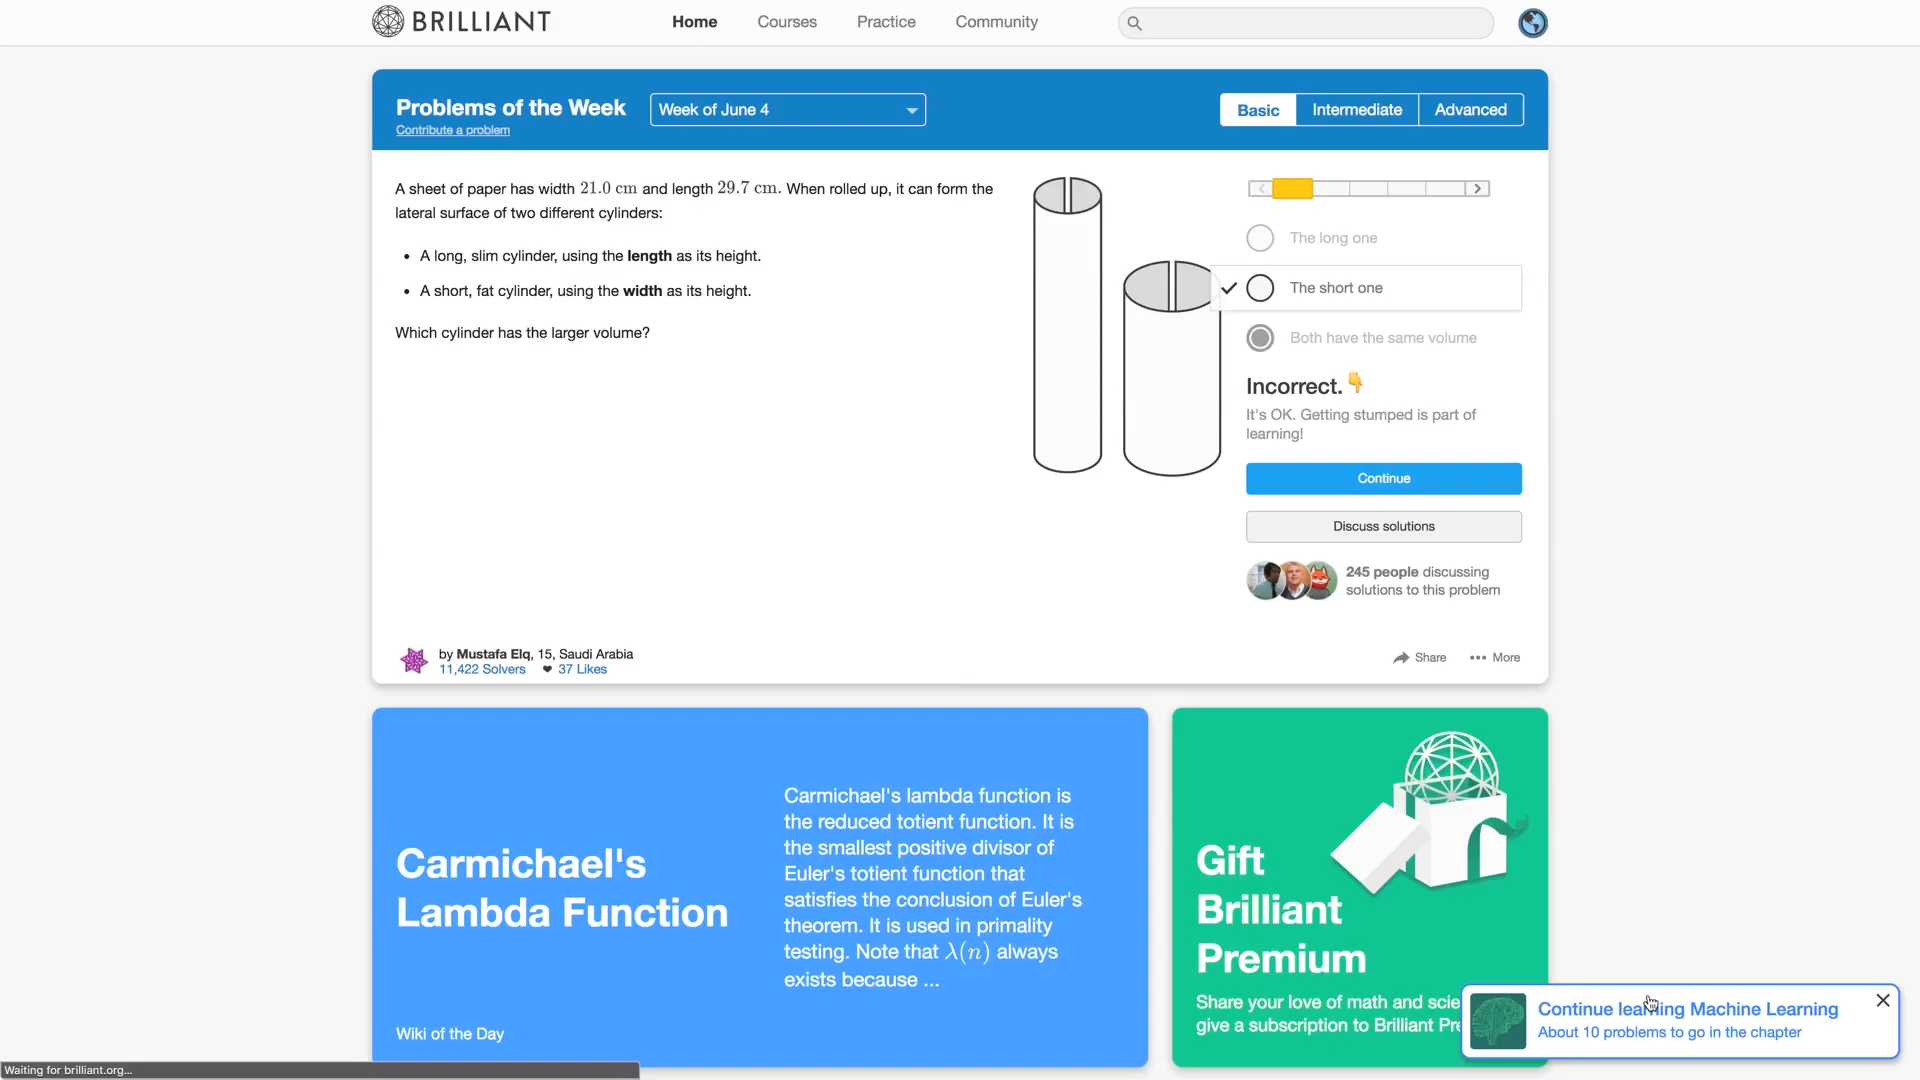 BRILLIANT
Home
Courses
Practice
Community
Problems of the Week
Contribute a problem
Week of June 4
Basic
Intermediate
Advanced
A sheet of paper has width 21.0 cm and length 29.7 cm. When rolled up, it can form the
lateral surface of two different cylinders:
• A long, slim cylinder, using the length as its height.
• A short, fat cylinder, using the width as its height.
Which cylinder has the larger volume?
The long one
The short one
Both have the same volume
Incorrect.👇
It's OK. Getting stumped is part of
learning!
Continue
Discuss solutions
245 people discussing
solutions to this problem
by Mustafa Elq, 15, Saudi Arabia
11,422 Solvers ♥ 37 Likes
Share
More
Carmichael's
Lambda Function
Carmichael's lambda function is
the reduced totient function. It is
the smallest positive divisor of
Euler's totient function that
satisfies the conclusion of Euler's
theorem. It is used in primality
testing. Note that λ(n) always
exists because ...
Wiki of the Day
Gift
Brilliant
Premium
Share your love of math and scie
give a subscription to Brilliant Pre
Continue learning Machine Learning
About 10 problems to go in the chapter
Waiting for brilliant.org...